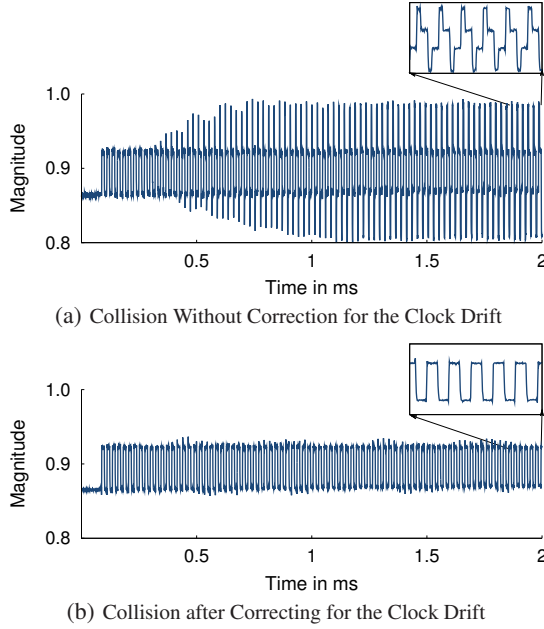 1.0
0.9
0.8
Magnitude
0.5
1
1.5
2
Time in ms
(a) Collision Without Correction for the Clock Drift
1.0
0.9
0.8
Magnitude
0.5
1
1.5
2
Time in ms
(b) Collision after Correcting for the Clock Drift